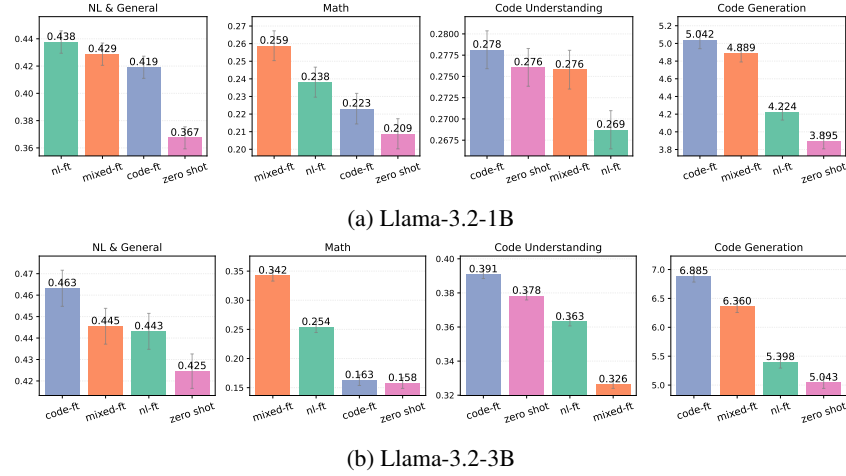 NL & General
0.44
0.42
0.40
0.38
0.36
0.438
0.429
0.419
0.367
nl-ft
mixed-ft
code-ft
zero shot
Math
0.27
0.26
0.25
0.24
0.23
0.22
0.21
0.20
0.259
0.238
0.223
0.209
mixed-ft
nl-ft
code-ft
zero shot
Code Understanding
0.2800
0.2775
0.2750
0.2725
0.2700
0.2675
0.278
0.276
0.276
0.269
code-ft
zero shot
mixed-ft
nl-ft
Code Generation
5.2
5.0
4.8
4.6
4.4
4.2
4.0
3.8
5.042
4.889
4.224
3.895
code-ft
mixed-ft
nl-ft
zero shot
(a) Llama-3.2-1B
NL & General
0.47
0.46
0.45
0.44
0.43
0.42
0.463
0.445
0.443
0.425
code-ft
mixed-ft
nl-ft
zero shot
Math
0.35
0.30
0.25
0.20
0.15
0.342
0.254
0.163
0.158
mixed-ft
nl-ft
code-ft
zero shot
Code Understanding
0.40
0.38
0.36
0.34
0.32
0.391
0.378
0.363
0.326
code-ft
zero shot
nl-ft
mixed-ft
Code Generation
7.0
6.5
6.0
5.5
5.0
6.885
6.360
5.398
5.043
code-ft
mixed-ft
nl-ft
zero shot
(b) Llama-3.2-3B